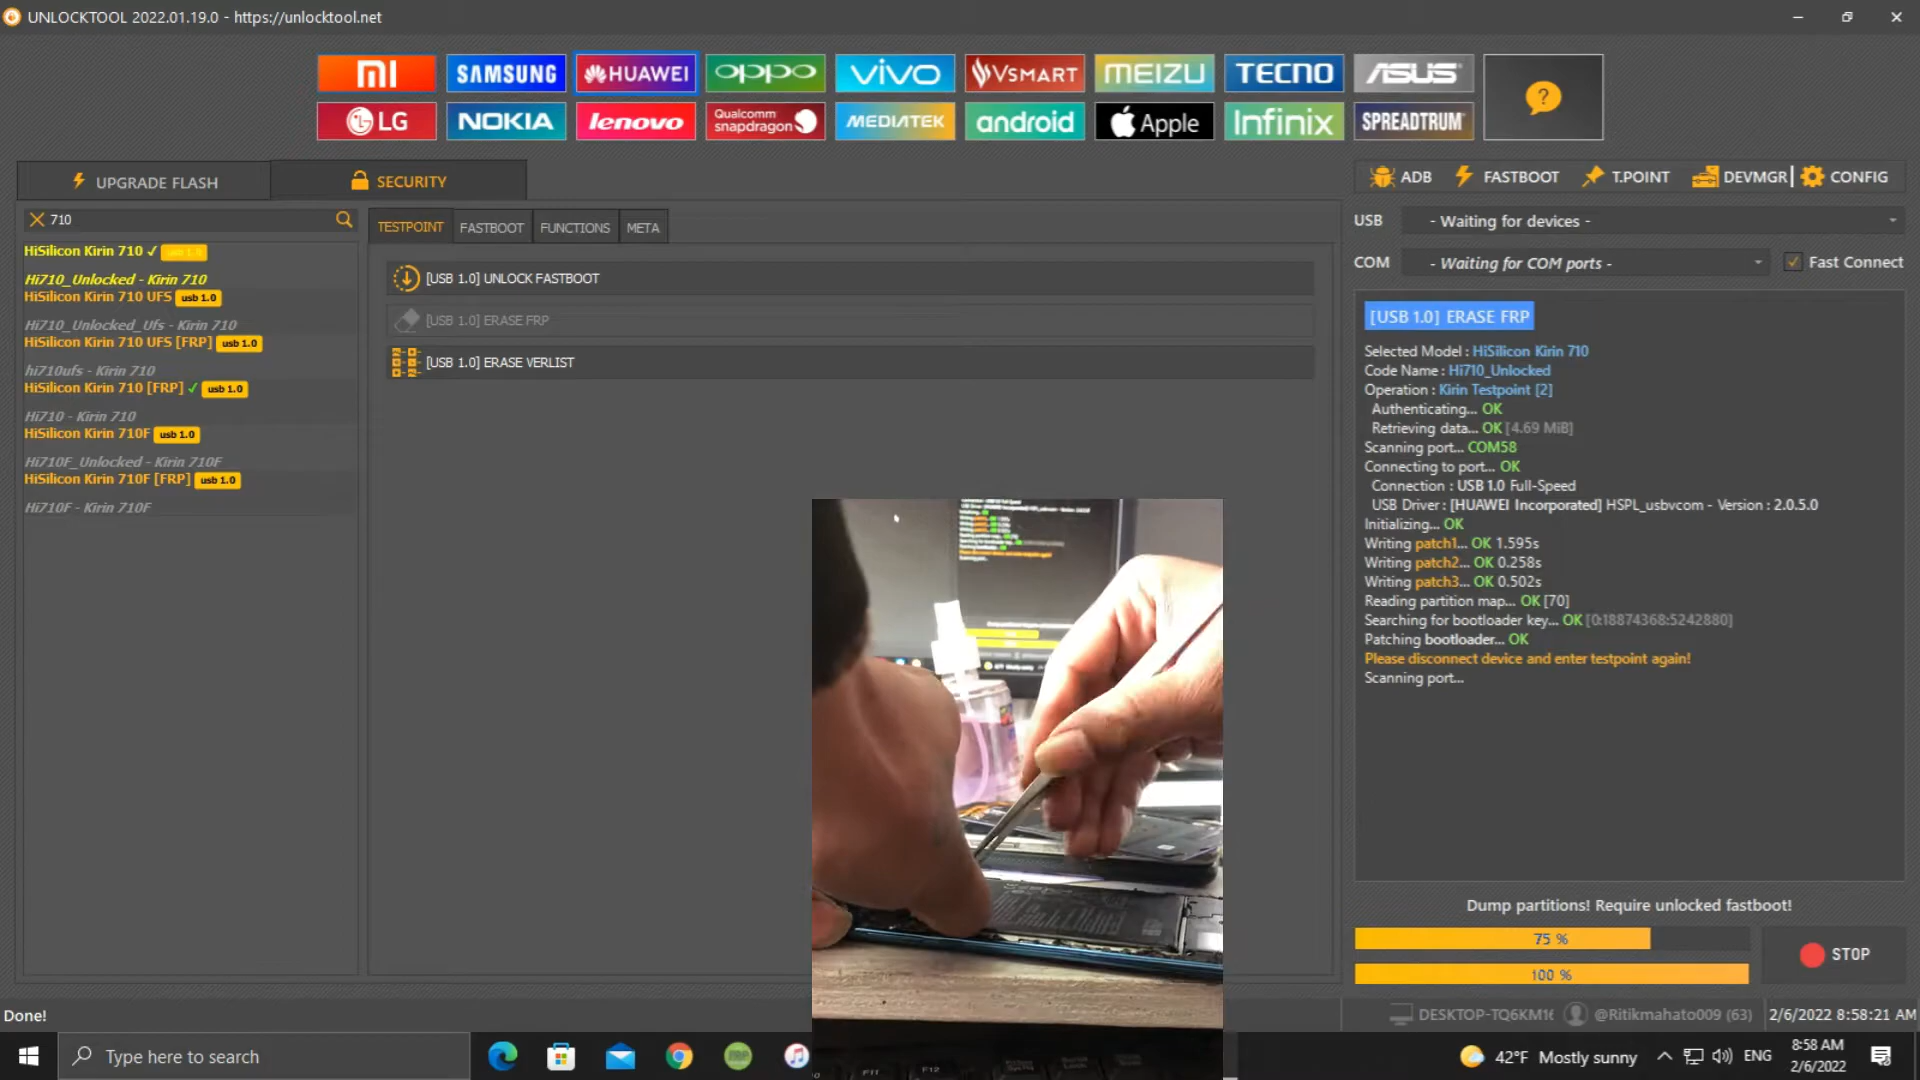 UNLOCKTOOL 2022.01.19.0 - https://unlocktool.net
MI SAMSUNG HUAWEI OPPO vivo VSMART MEIZU TECNO ASUS ?
LG NOKIA lenovo Qualcomm snapdragon MEDIATEK android Apple Infinix SPREADTRUM
UPGRADE FLASH
SECURITY
ADB FASTBOOT T.POINT DEVMGR CONFIG
710
HiSilicon Kirin 710 ✓ usb 1.0
Hi710_Unlocked - Kirin 710
HiSilicon Kirin 710 UFS usb 1.0
Hi710_Unlocked_Ufs - Kirin 710
HiSilicon Kirin 710 UFS [FRP] usb 1.0
hi710ufs - Kirin 710
HiSilicon Kirin 710 [FRP] ✓ usb 1.0
Hi710 - Kirin 710
HiSilicon Kirin 710F usb 1.0
Hi710F_Unlocked - Kirin 710F
HiSilicon Kirin 710F [FRP] usb 1.0
Hi710F - Kirin 710F
TESTPOINT FASTBOOT FUNCTIONS META
[USB 1.0] UNLOCK FASTBOOT
[USB 1.0] ERASE FRP
[USB 1.0] ERASE VERLIST
USB - Waiting for devices -
COM - Waiting for COM ports - Fast Connect
[USB 1.0] ERASE FRP
Selected Model : HiSilicon Kirin 710
Code Name : Hi710_Unlocked
Operation : Kirin Testpoint [2]
Authenticating... OK
Retrieving data... OK [4.69 MiB]
Scanning port... COM58
Connecting to port... OK
Connection : USB 1.0 Full-Speed
USB Driver : [HUAWEI Incorporated] HSPL_usbvcom - Version : 2.0.5.0
Initializing... OK
Writing patch1... OK 1.595s
Writing patch2... OK 0.258s
Writing patch3... OK 0.502s
Reading partition map... OK [70]
Searching for bootloader key... OK [0:18874368:5242880]
Patching bootloader... OK
Please disconnect device and enter testpoint again!
Scanning port...
Dump partitions! Require unlocked fastboot!
75 %
100 %
STOP
Done!
DESKTOP-TQ6KM16 @Ritikmahato009 (63) 2/6/2022 8:58:21 AM
F11 F12
Type here to search
FRP
42°F Mostly sunny
ENG
8:58 AM
2/6/2022